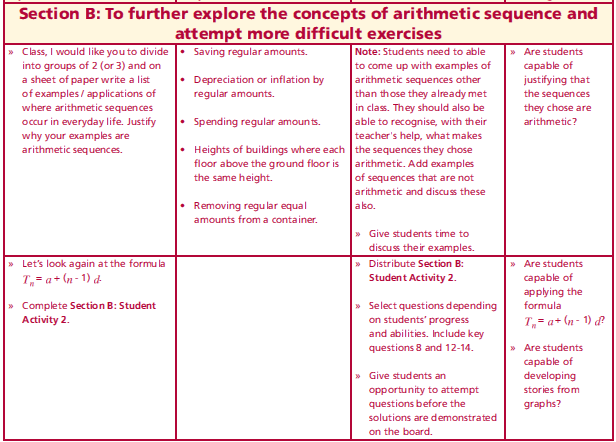 Section B: To further explore the concepts of arithmetic sequence and
attempt more difficult exercises
» Class, I would like you to divide
into groups of 2 (or 3) and on
a sheet of paper write a list
of examples / applications of
where arithmetic sequences
occur in everyday life. Justify
why your examples are
arithmetic sequences.
• Saving regular amounts.
• Depreciation or inflation by
regular amounts.
• Spending regular amounts.
• Heights of buildings where each
floor above the ground floor is
the same height.
• Removing regular equal
amounts from a container.
Note: Students need to able
to come up with examples of
arithmetic sequences other
than those they already met
in class. They should also be
able to recognise, with their
teacher's help, what makes
the sequences they chose
arithmetic. Add examples
of sequences that are not
arithmetic and discuss these
also.
» Give students time to
discuss their examples.
» Are students
capable of
justifying that
the sequences
they chose are
arithmetic?
» Let's look again at the formula
Tn = a + (n - 1) d.
» Complete Section B: Student
Activity 2.
» Distribute Section B:
Student Activity 2.
» Select questions depending
on students' progress
and abilities. Include key
questions 8 and 12-14.
» Give students an
opportunity to attempt
questions before the
solutions are demonstrated
on the board.
» Are students
capable of
applying the
formula
Tn = a + (n - 1) d?
» Are students
capable of
developing
stories from
graphs?